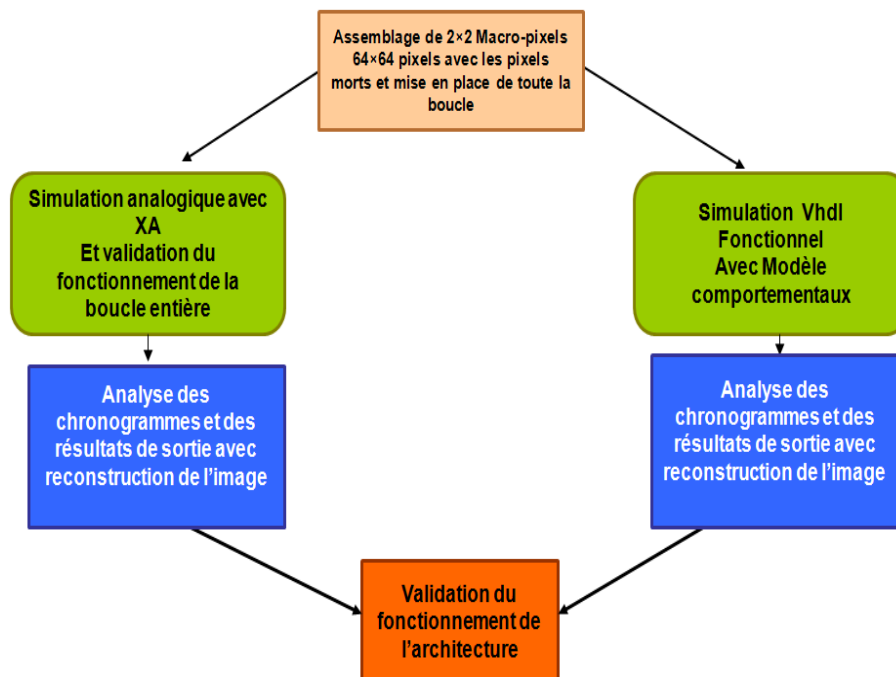 Assemblage de 2×2 Macro-pixels
64×64 pixels avec les pixels
morts et mise en place de toute la
boucle
Simulation analogique avec
XA
Et validation du
fonctionnement de la
boucle entière
Simulation Vhdl
Fonctionnel
Avec Modèle
comportementaux
Analyse des
chronogrammes et des
résultats de sortie avec
reconstruction de l'image
Analyse des
chronogrammes et des
résultats de sortie avec
reconstruction de l'image
Validation du
fonctionnement de
l'architecture